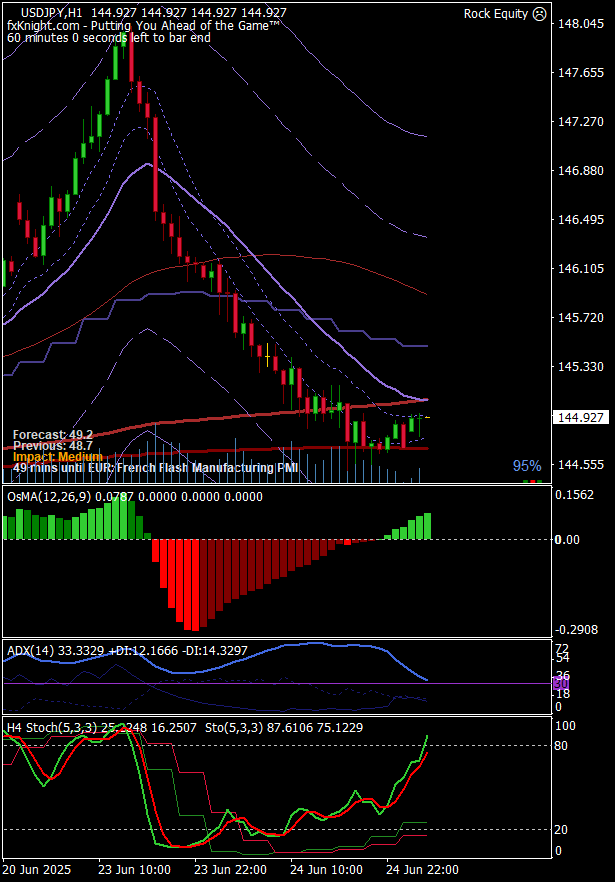 USDJPY,H1 144.927 144.927 144.927 144.927
Rock Equity
fxKnight.com - Putting You Ahead of the Game™
60 minutes 0 seconds left to bar end
148.045
147.655
147.270
146.880
146.495
146.105
145.720
145.330
144.927
144.555
Forecast: 49.2
Previous: 48.7
Impact: Medium
49 mins until EUR: French Flash Manufacturing PMI
95%
OsMA(12,26,9) 0.0787 0.0000 0.0000 0.0000
0.1562
0.00
-0.2908
ADX(14) 33.3329 +DI:12.1666 -DI:14.3297
72
54
36
30
18
0
H4 Stoch(5,3,3) 25.2248 16.2507 Sto(5,3,3) 87.6106 75.1229
100
80
20
0
20 Jun 2025
23 Jun 10:00
23 Jun 22:00
24 Jun 10:00
24 Jun 22:00